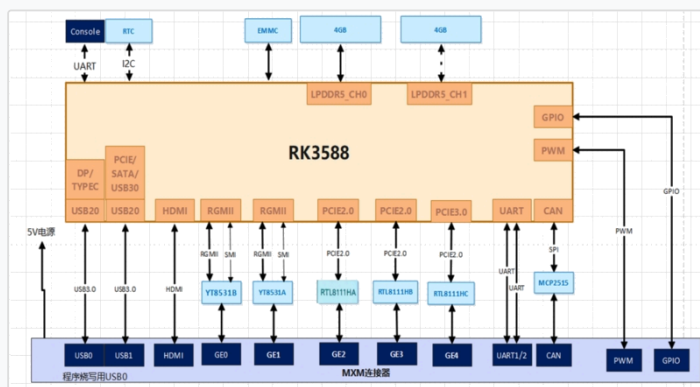 Console
RTC
EMMC
4GB
4GB
UART
I2C
LPDDR5_CH0
LPDDR5_CH1
GPIO
RK3588
PWM
DP/
TYPEC
PCIE/
SATA/
USB30
USB20
USB20
HDMI
RGMII
RGMII
PCIE2.0
PCIE2.0
PCIE3.0
UART
CAN
GPIO
5V电源
PWM
USB3.0
USB3.0
HDMI
RGMII
SMI
RGMII
SMI
PCIE2.0
PCIE2.0
PCIE2.0
UART
UART
SPI
YT8531B
YT8531A
RTL8111HA
RTL8111HB
RTL8111HC
MCP2515
USB0
USB1
HDMI
GE0
GE1
GE2
GE3
GE4
UART1/2
CAN
PWM
GPIO
程序烧写用USB0
MXM连接器